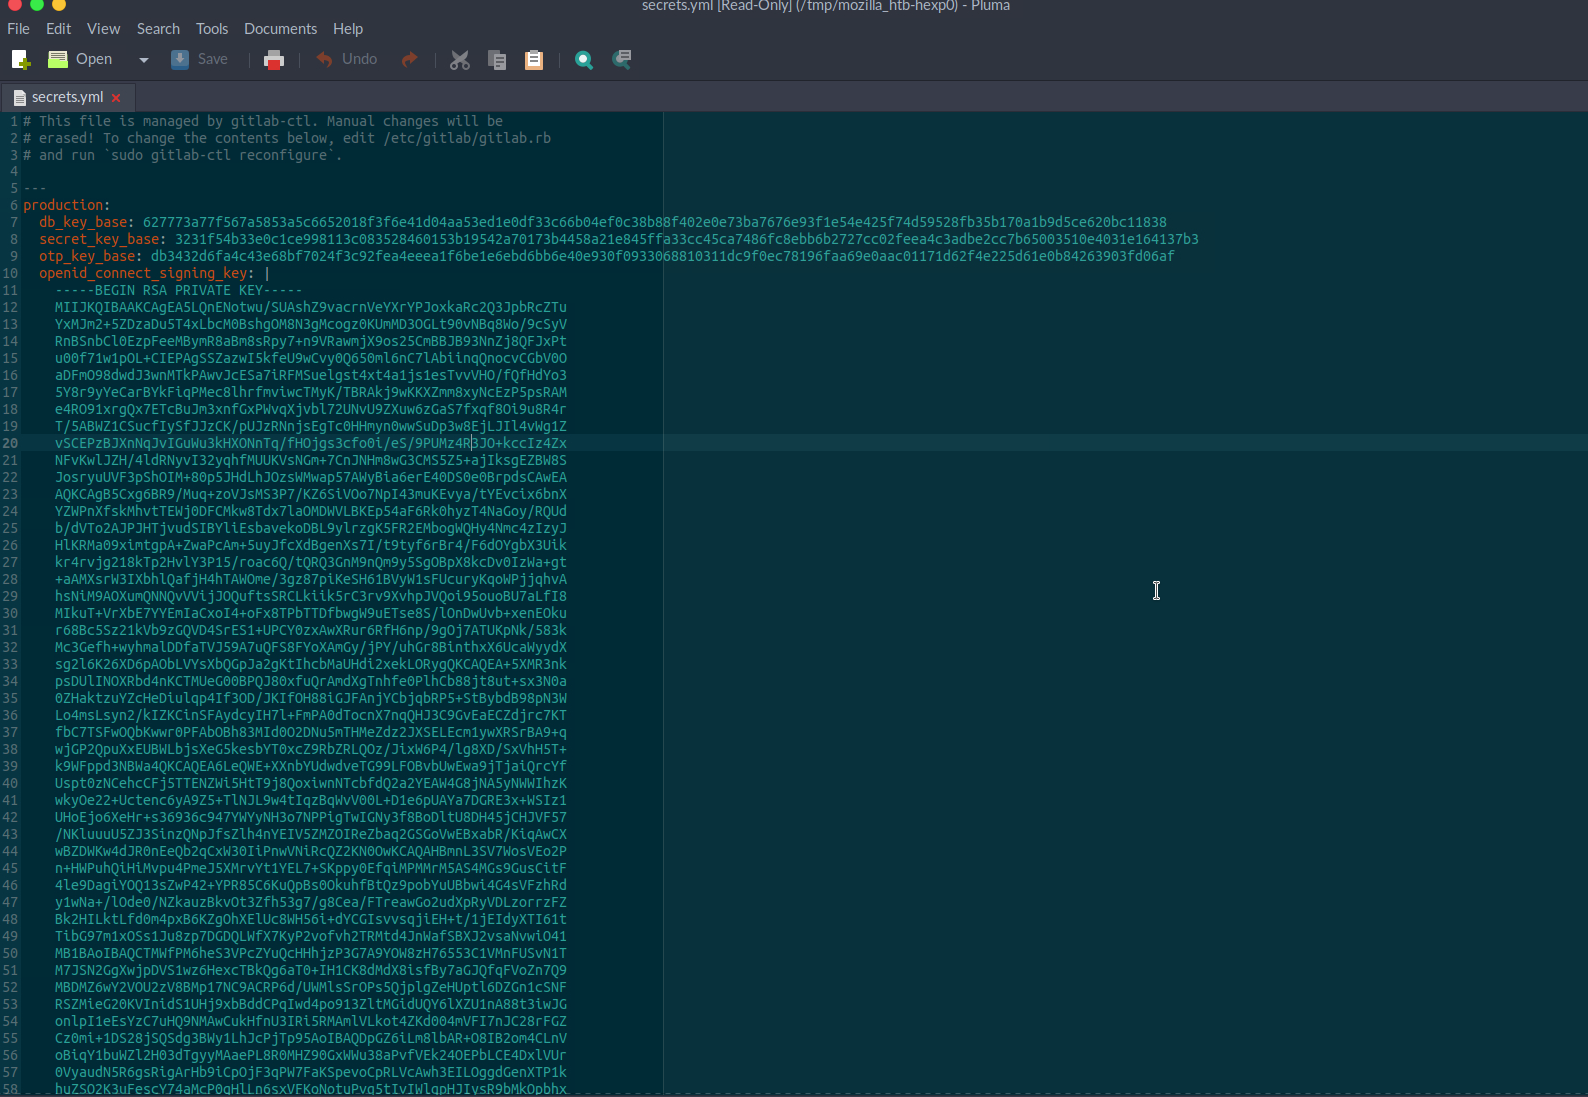 secrets.yml [Read-Only] (/tmp/mozilla_htb-hexp0) - Pluma
File Edit View Search Tools Documents Help
Open Save Undo
secrets.yml
1 # This file is managed by gitlab-ctl. Manual changes will be
2 # erased! To change the contents below, edit /etc/gitlab/gitlab.rb
3 # and run `sudo gitlab-ctl reconfigure`.
4
5 ---
6 production:
7 db_key_base: 627773a77f567a5853a5c6652018f3f6e41d04aa53ed1e0df33c66b04ef0c38b88f402e0e73ba7676e93f1e54e425f74d59528fb35b170a1b9d5ce620bc11838
8 secret_key_base: 3231f54b33e0c1ce998113c083528460153b19542a70173b4458a21e845ffa33cc45ca7486fc8ebb6b2727cc02feea4c3adbe2cc7b65003510e4031e164137b3
9 otp_key_base: db3432d6fa4c43e68bf7024f3c92fea4eeea1f6be1e6ebd6bb6e40e930f0933068810311dc9f0ec78196faa69e0aac01171d62f4e225d61e0b84263903fd06af
10 openid_connect_signing_key: |
11 -----BEGIN RSA PRIVATE KEY-----
12 MIIJKQIBAAKCAgEA5LQnENotwu/SUAshZ9vacrnVeYXrYPJoxkaRc2Q3JpbRcZTu
13 YxMJm2+5ZDzaDu5T4xLbcM0BshgOM8N3gMcogz0KUmMD3OGLt90vNBq8Wo/9cSyV
14 RnBSnbCl0EzpFeeMBymR8aBm8sRpy7+n9VRawmjX9os25CmBBJB93NnZj8QFJxPt
15 u00f71w1pOL+CIEPAgSSZazwI5kfeU9wCvy0Q650ml6nC7lAbiinqQnocvCGbV0O
16 aDFmO98dwdJ3wnMTkPAwvJcESa7iRFMSuelgst4xt4a1js1esTvvVHO/fQfHdYo3
17 5Y8r9yYeCarBYkFiqPMec8lhrfmviwcTMyK/TBRAkj9wKKXZmm8xyNcEzP5psRAM
18 e4RO91xrgQx7ETcBuJm3xnfGxPWvqXjvbl72UNvU9ZXuw6zGaS7fxqf8Oi9u8R4r
19 T/5ABWZ1CSucfIySfJJzCK/pUJzRNnjsEgTc0HHmyn0wwSuDp3w8EjLJIl4vWg1Z
20 vSCEPzBJXnNqJvIGuWu3kHXONnTq/fHOjgs3cfo0i/eS/9PUMz4R3JO+kccIz4Zx
21 NFvKwlJZH/4ldRNyvI32yqhfMUUKVsNGm+7CnJNHm8wG3CMS5Z5+ajIksgEZBW8S
22 JosryuUVF3pShOIM+80p5JHdLhJOzsWMwap57AWyBia6erE40DS0e0BrpdsCAwEA
23 AQKCAgB5Cxg6BR9/Muq+zoVJsMS3P7/KZ6SiVOo7NpI43muKEvya/tYEvcix6bnX
24 YZWPnXfskMhvtTEWj0DFCMkw8Tdx7laOMDWVLBKEp54aF6Rk0hyzT4NaGoy/RQUd
25 b/dVTo2AJPJHTjvudSIBYliEsbavekoDBL9ylrzgK5FR2EMbogWQHy4Nmc4zIzyJ
26 HlKRMa09ximtgpA+ZwaPcAm+5uyJfcXdBgenXs7I/t9tyf6rBr4/F6dOYgbX3Uik
27 kr4rvjg218kTp2HvlY3P15/roac6Q/tQRQ3GnM9nQm9y5SgOBpX8kcDv0IzWa+gt
28 +aAMXsrW3IXbhlQafjH4hTAWOme/3gz87piKeSH61BVyW1sFUcuryKqoWPjjqhvA
29 hsNiM9AOXumQNNQvVVijJOQuftsSRCLkiik5rC3rv9XvhpJVQoi95ouoBU7aLfI8
30 MIkuT+VrXbE7YYEmIaCxoI4+oFx8TPbTTDfbwgW9uETse8S/lOnDwUvb+xenEOku
31 r68Bc5Sz21kVb9zGQVD4SrES1+UPCY0zxAwXRur6RfH6np/9gOj7ATUKpNk/583k
32 Mc3Gefh+wyhmalDDfaTVJ59A7uQFS8FYoXAmGy/jPY/uhGr8BinthxX6UcaWyydX
33 sg2l6K26XD6pAObLVYsXbQGpJa2gKtIhcbMaUHdi2xekLORygQKCAQEA+5XMR3nk
34 psDUlINOXRbd4nKCTMUeG00BPQJ80xfuQrAmdXgTnhfe0PlhCb88jt8ut+sx3N0a
35 0ZHaktzuYZcHeDiulqp4If3OD/JKIfOH88iGJFAnjYCbjqbRP5+StBybdB98pN3W
36 Lo4msLsyn2/kIZKCinSFAydcyIH7l+FmPA0dTocnX7nqQHJ3C9GvEaECZdjrc7KT
37 fbC7TSFwOQbKwwr0PFAbOBh83MId0O2DNu5mTHMeZdz2JXSELEcm1ywXRSrBA9+q
38 wjGP2QpuXxEUBWLbjsXeG5kesbYT0xcZ9RbZRLQOz/JixW6P4/lg8XD/SxVhH5T+
39 k9WFppd3NBWa4QKCAQEA6LeQWE+XXnbYUdwdveTG99LFOBvbUwEwa9jTjaiQrcYf
40 Uspt0zNCehcCFj5TTENZWi5HtT9j8QoxiwnNTcbfdQ2a2YEAW4G8jNA5yNWWIhzK
41 wkyOe22+Uctenc6yA9Z5+TlNJL9w4tIqzBqWvV00L+D1e6pUAYa7DGRE3x+WSIz1
42 UHoEjo6XeHr+s36936c947YWYyNH3o7NPPigTwIGNy3f8BoDltU8DH45jCHJVF57
43 /NKluuuU5ZJ3SinzQNpJfsZlh4nYEIV5ZMZOIReZbaq2GSGoVwEBxabR/KiqAwCX
44 wBZDWKw4dJR0nEeQb2qCxW30IiPnwVNiRcQZ2KN0OwKCAQAHBmnL3SV7WosVEo2P
45 n+HWPuhQiHiMvpu4PmeJ5XMrvYt1YEL7+SKppy0EfqiMPMMrM5AS4MGs9GusCitF
46 4le9DagiYOQ13sZwP42+YPR85C6KuQpBs0OkuhfBtQz9pobYuUBbwi4G4sVFzhRd
47 y1wNa+/lOde0/NZkauzBkvOt3Zfh53g7/g8Cea/FTreawGo2udXpRyVDLzorrzFZ
48 Bk2HILktLfd0m4pxB6KZgOhXElUc8WH56i+dYCGIsvvsqjiEH+t/1jEIdyXTI61t
49 TibG97m1xOSs1Ju8zp7DGDQLWfX7KyP2vofvh2TRMtd4JnWafSBXJ2vsaNvwiO41
50 MB1BAoIBAQCTMWfPM6heS3VPcZYuQcHHhjzP3G7A9YOW8zH76553C1VMnFUSvN1T
51 M7JSN2GgXwjpDVS1wz6HexcTBkQg6aT0+IH1CK8dMdX8isfBy7aGJQfqFVoZn7Q9
52 MBDMZ6wY2VOU2zV8BMp17NC9ACRP6d/UWMlsSrOPs5QjplgZeHUptl6DZGn1cSNF
53 RSZMieG20KVInidS1UHj9xbBddCPqIwd4po913ZltMGidUQY6lXZU1nA88t3iwJG
54 onlpI1eEsYzC7uHQ9NMAwCukHfnU3IRi5RMAmlVLkot4ZKd004mVFI7nJC28rFGZ
55 Cz0mi+1DS28jSQSdg3BWy1LhJcPjTp95AoIBAQDpGZ6iLm8lbAR+O8IB2om4CLnV
56 oBiqY1buWZl2H03dTgyyMAaePL8R0MHZ90GxWWu38aPvfVEk24OEPbLCE4DxlVUr
57 0VyaudN5R6gsRigArHb9iCpOjF3qPW7FaKSpevoCpRLVcAwh3EILOggdGenXTP1k
58 huZSO2K3uFescY74aMcP0qHlLn6sxVFKoNotuPvq5tIvIWlqpHJIysR9bMkOpbhx